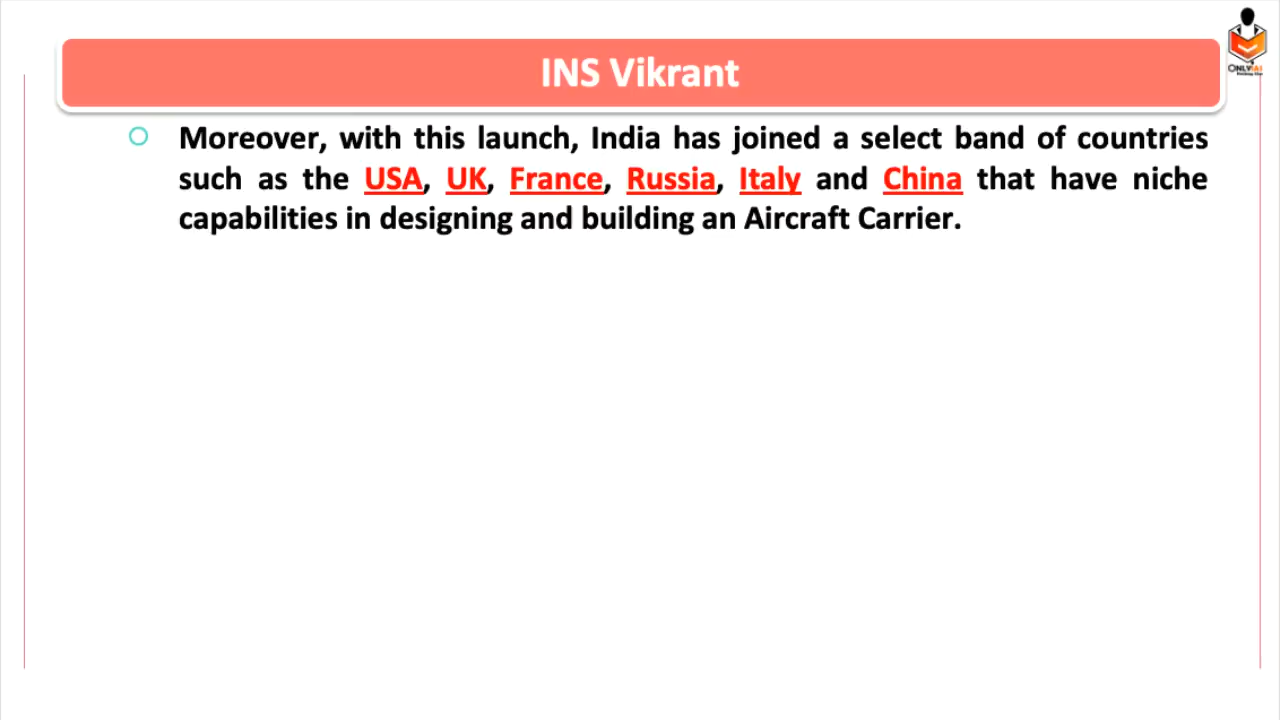 INS Vikrant
ONLYIAS
Moreover, with this launch, India has joined a select band of countries
such as the USA, UK, France, Russia, Italy and China that have niche
capabilities in designing and building an Aircraft Carrier.